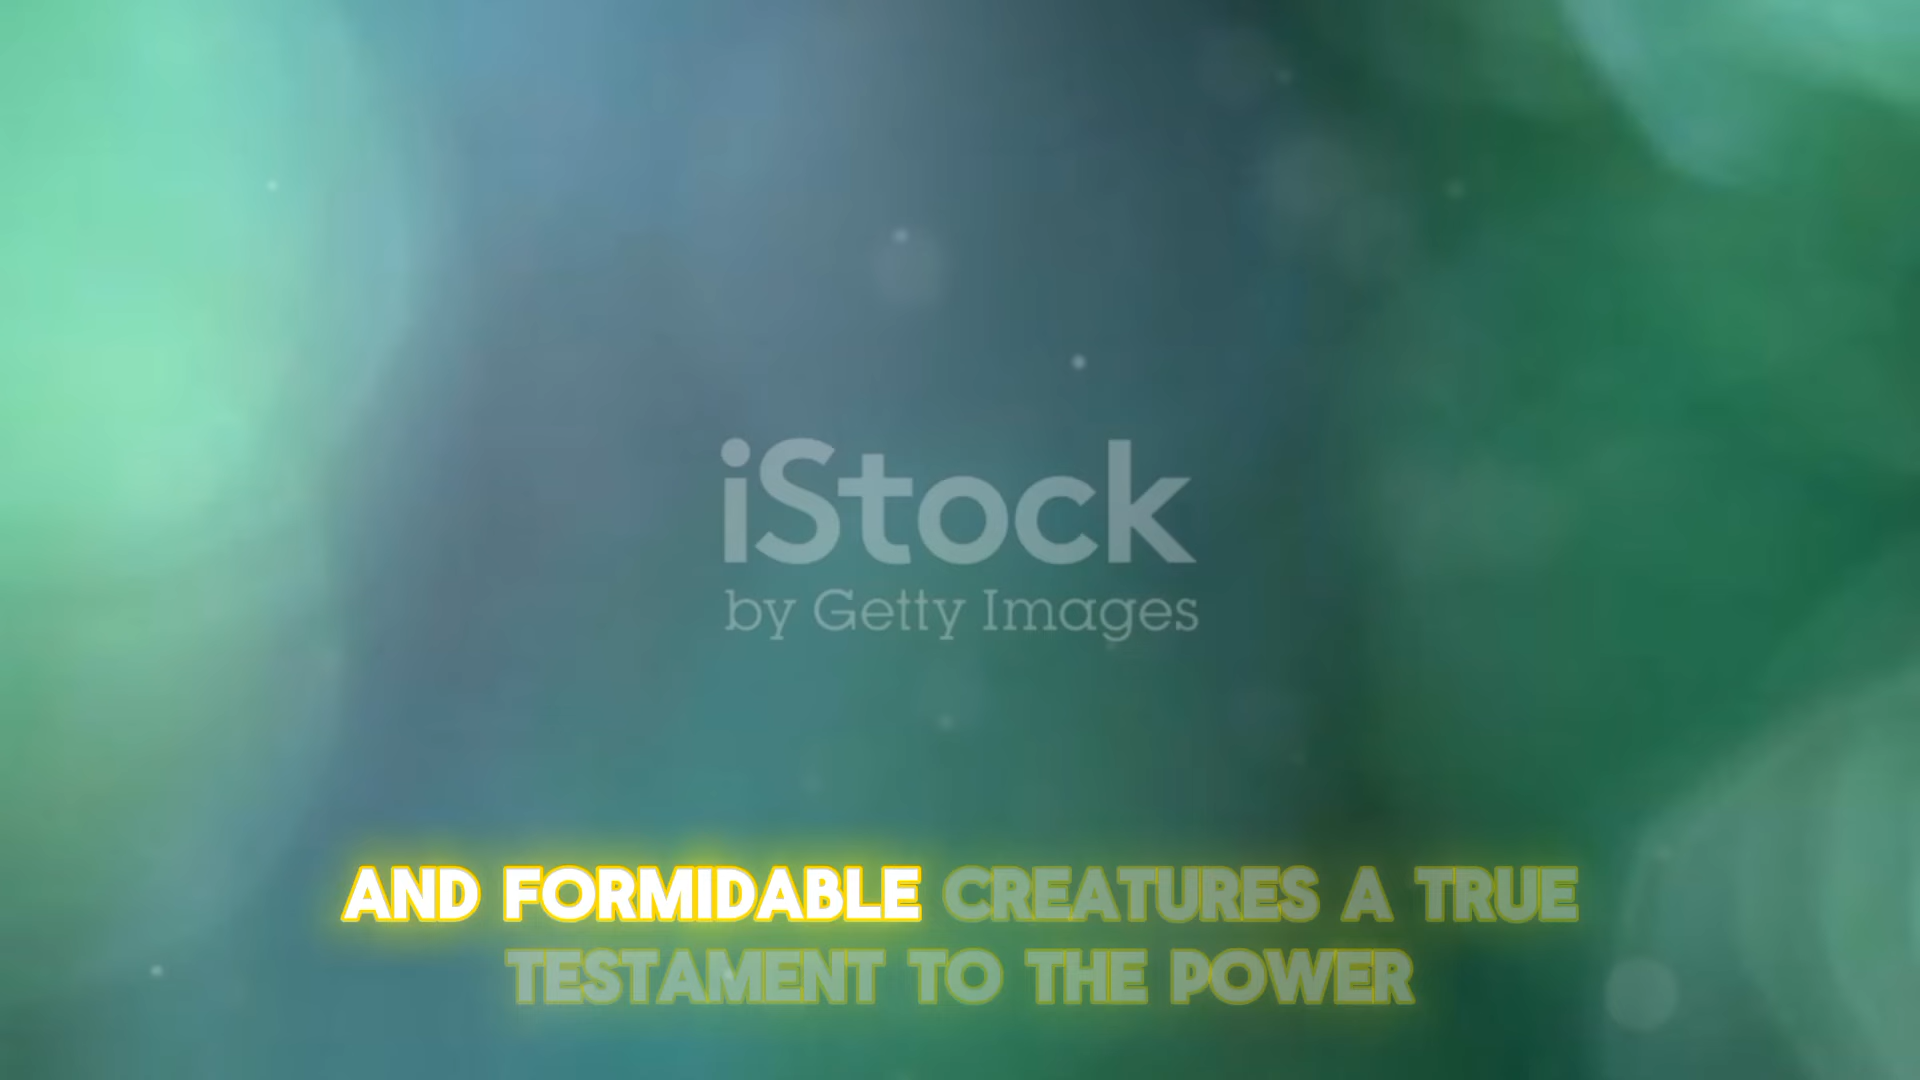 iStock
by Getty Images
AND FORMIDABLE CREATURES A TRUE
TESTAMENT TO THE POWER